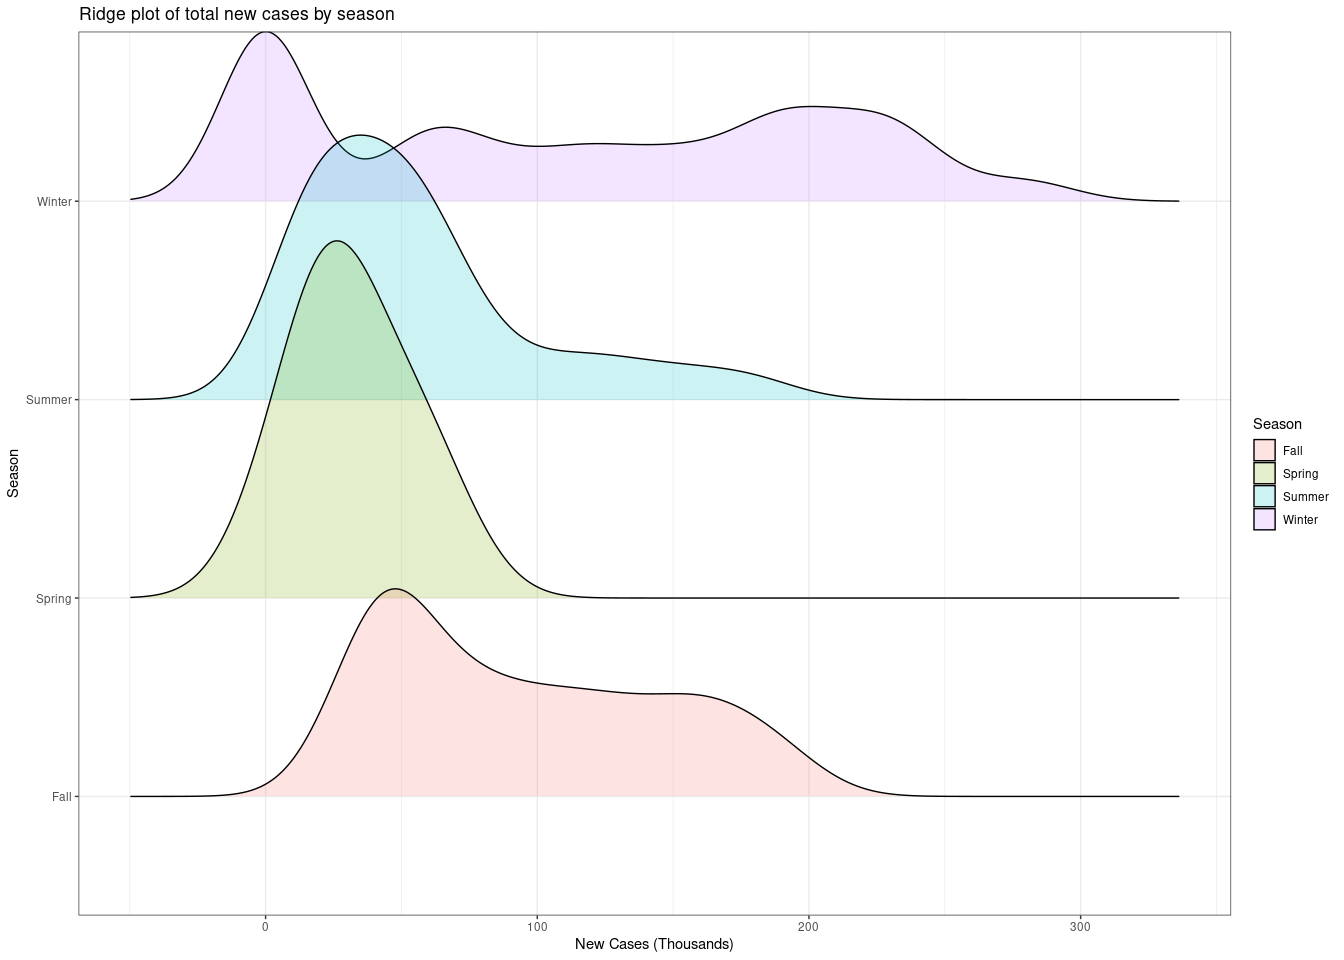 Ridge plot of total new cases by season
Season
Winter
Summer
Spring
Fall
0 100 200 300
New Cases (Thousands)
Season
Fall
Spring
Summer
Winter